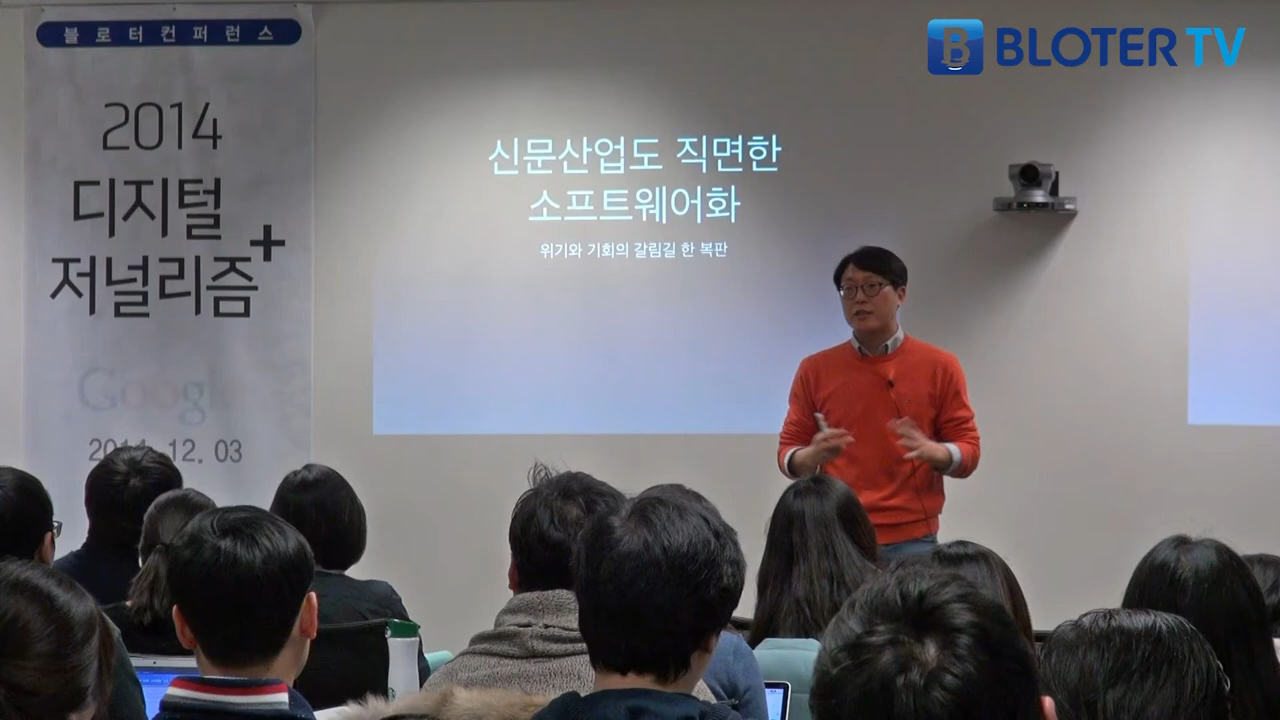 블로터컨퍼런스
2014
디지털
저널리즘+
Google
2014. 12. 03
신문산업도 직면한
소프트웨어화
위기와 기회의 갈림길 한 복판
B BLOTER TV